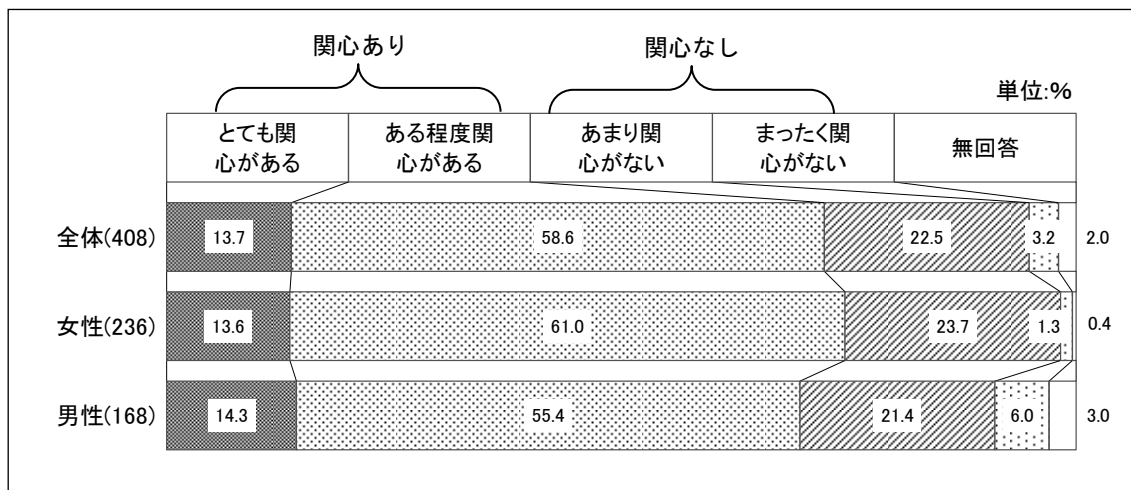 関心あり 関心なし
単位:%
とても関 ある程度関 あまり関 まったく関 無回答
心がある 心がある 心がない 心がない
全体(408) 13.7 58.6 22.5 3.2 2.0
女性(236) 13.6 61.0 23.7 1.3 0.4
男性(168) 14.3 55.4 21.4 6.0 3.0